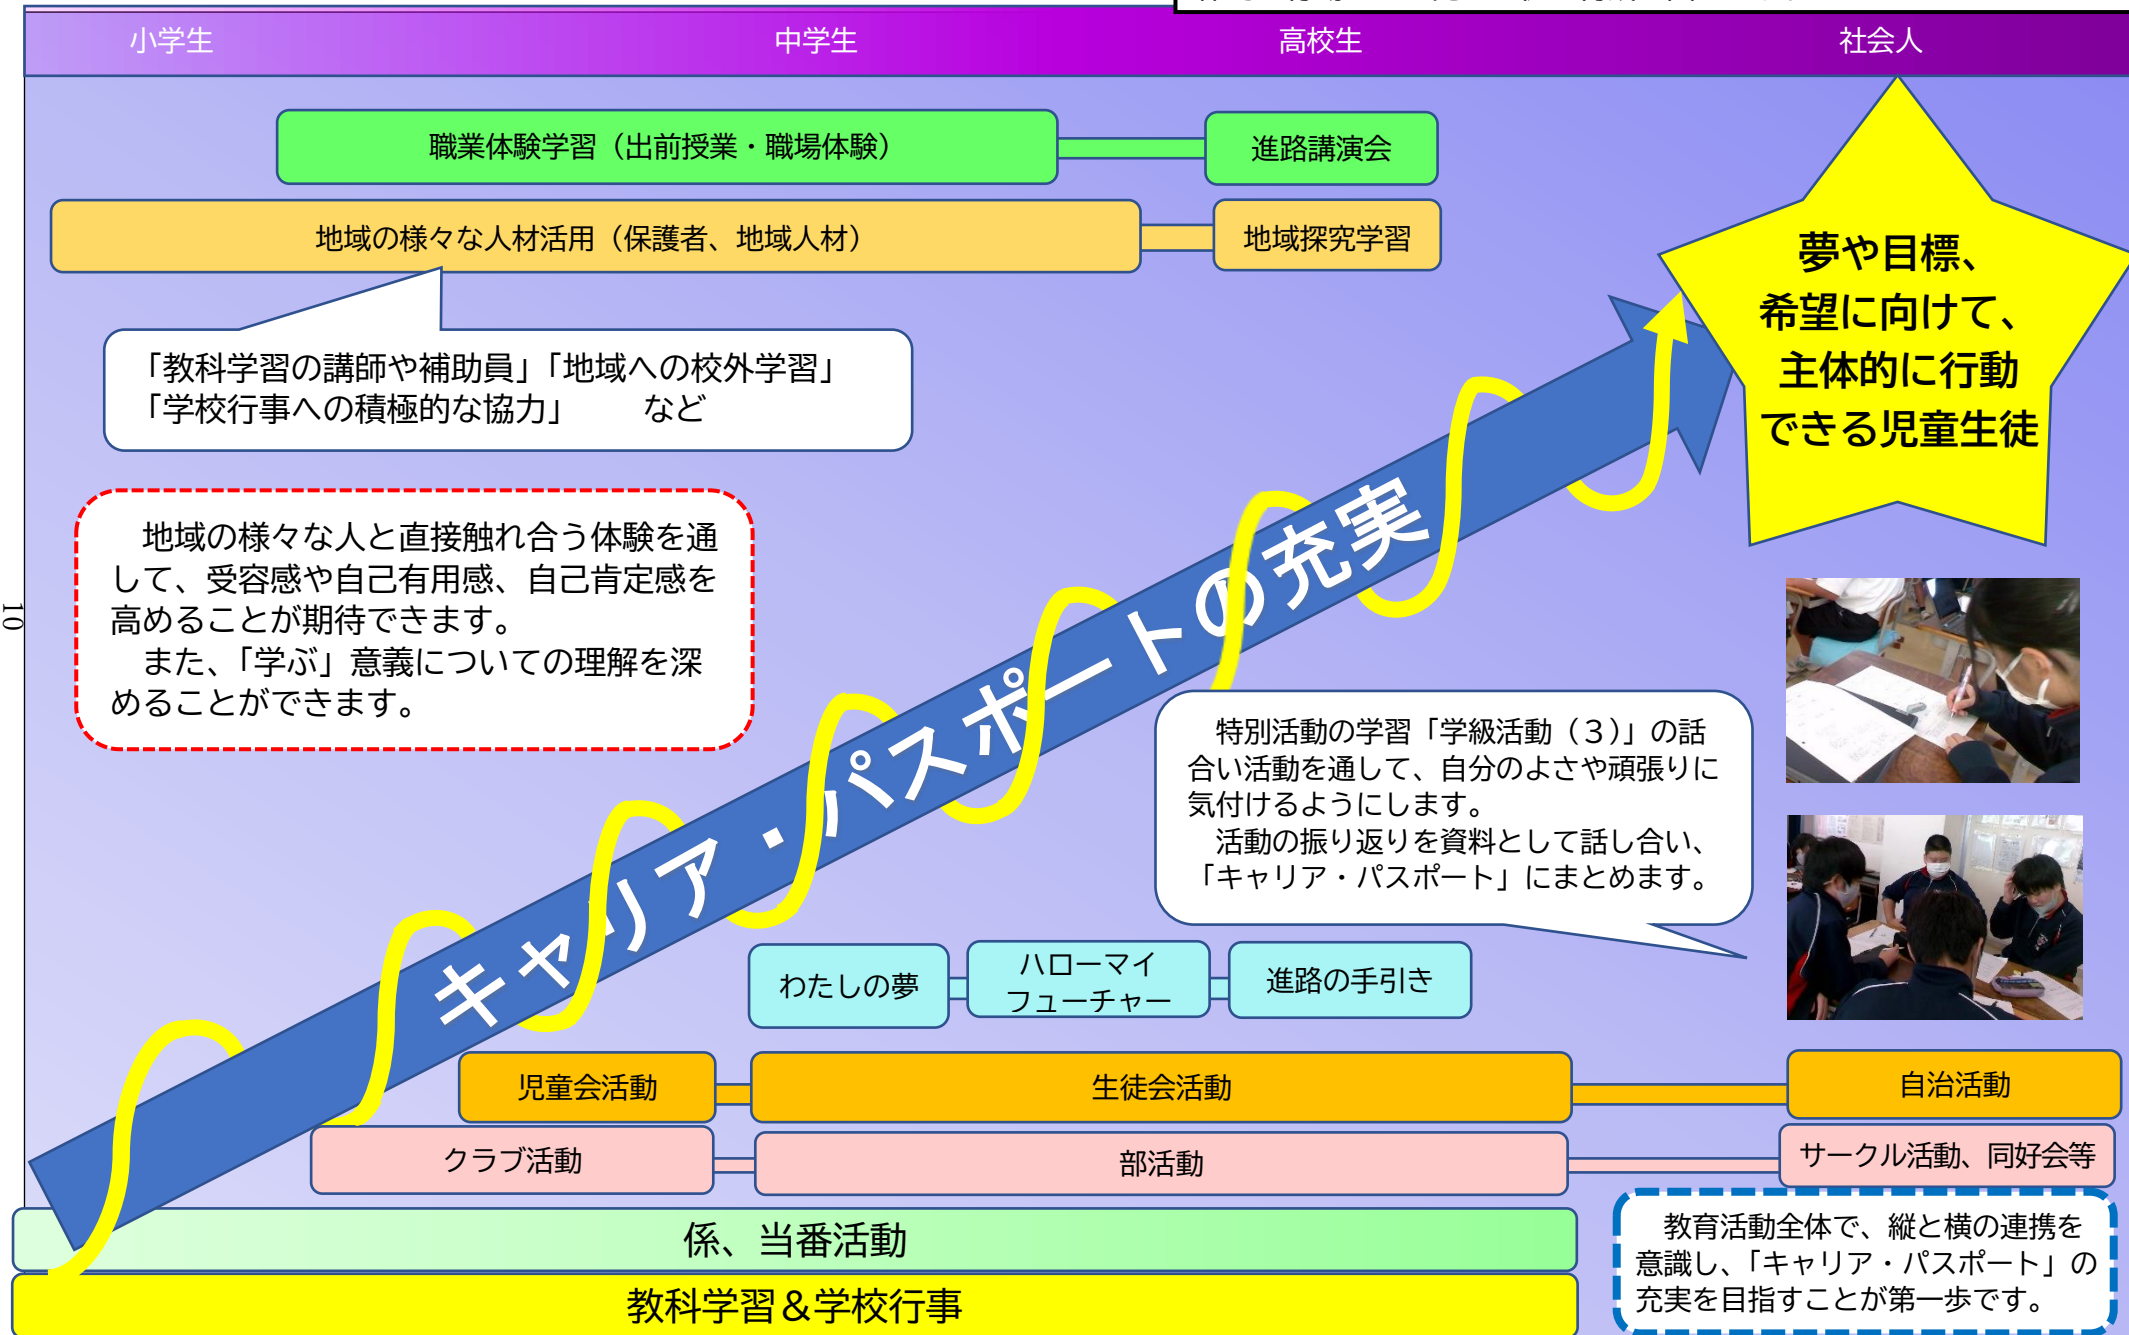 小学生
中学生
高校生
社会人
職業体験学習（出前授業・職場体験）
進路講演会
地域の様々な人材活用（保護者、地域人材）
地域探究学習
「教科学習の講師や補助員」「地域への校外学習」
「学校行事への積極的な協力」　　など
夢や目標、
希望に向けて、
主体的に行動
できる児童生徒
地域の様々な人と直接触れ合う体験を通
して、受容感や自己有用感、自己肯定感を
高めることが期待できます。
また、「学ぶ」意義についての理解を深
めることができます。
10
キャリア・パスポートの充実
特別活動の学習「学級活動（３）」の話
合い活動を通して、自分のよさや頑張りに
気付けるようにします。
活動の振り返りを資料として話し合い、
「キャリア・パスポート」にまとめます。
わたしの夢
ハローマイ
フューチャー
進路の手引き
児童会活動
生徒会活動
自治活動
クラブ活動
部活動
サークル活動、同好会等
係、当番活動
教科学習＆学校行事
教育活動全体で、縦と横の連携を
意識し、「キャリア・パスポート」の
充実を目指すことが第一歩です。